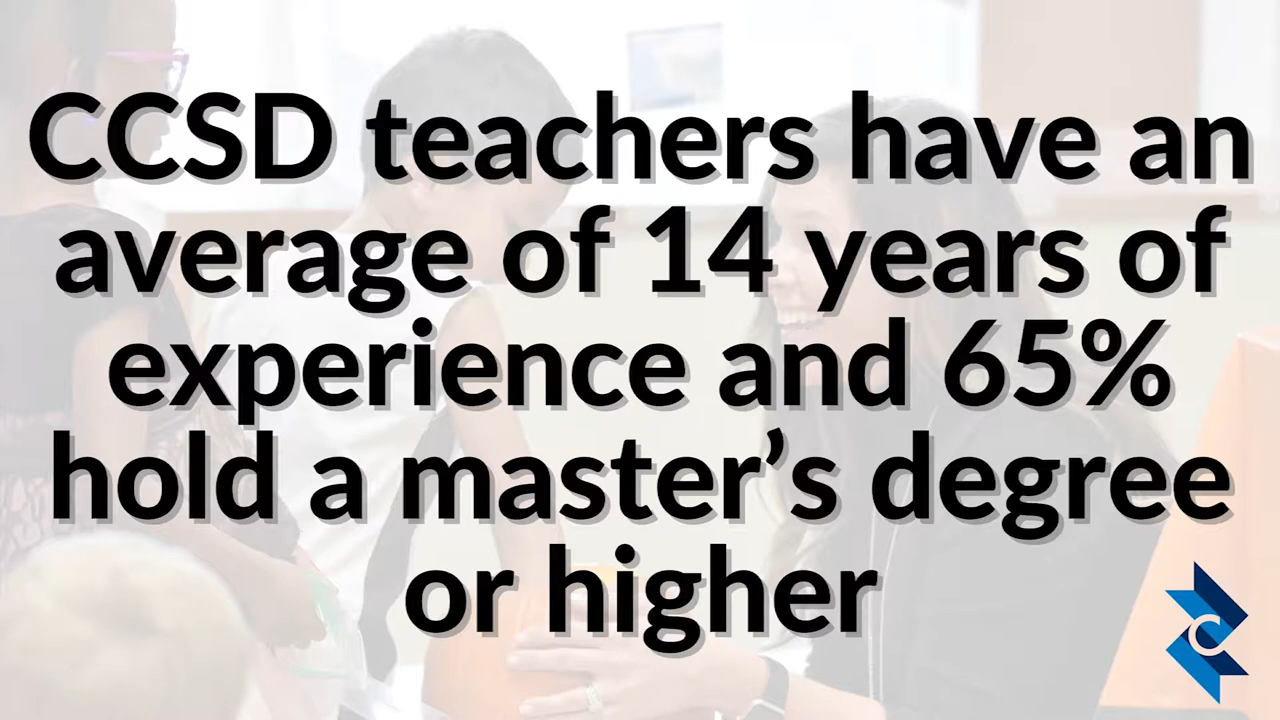 CCSD teachers have an
average of 14 years of
experience and 65%
hold a master’s degree
or higher